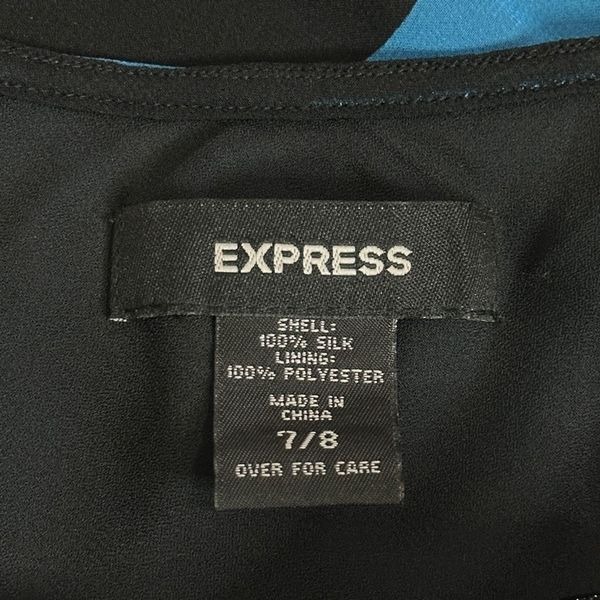 EXPRESS
SHELL:
100% SILK
LINING:
100% POLYESTER
MADE IN
CHINA
7/8
OVER FOR CARE